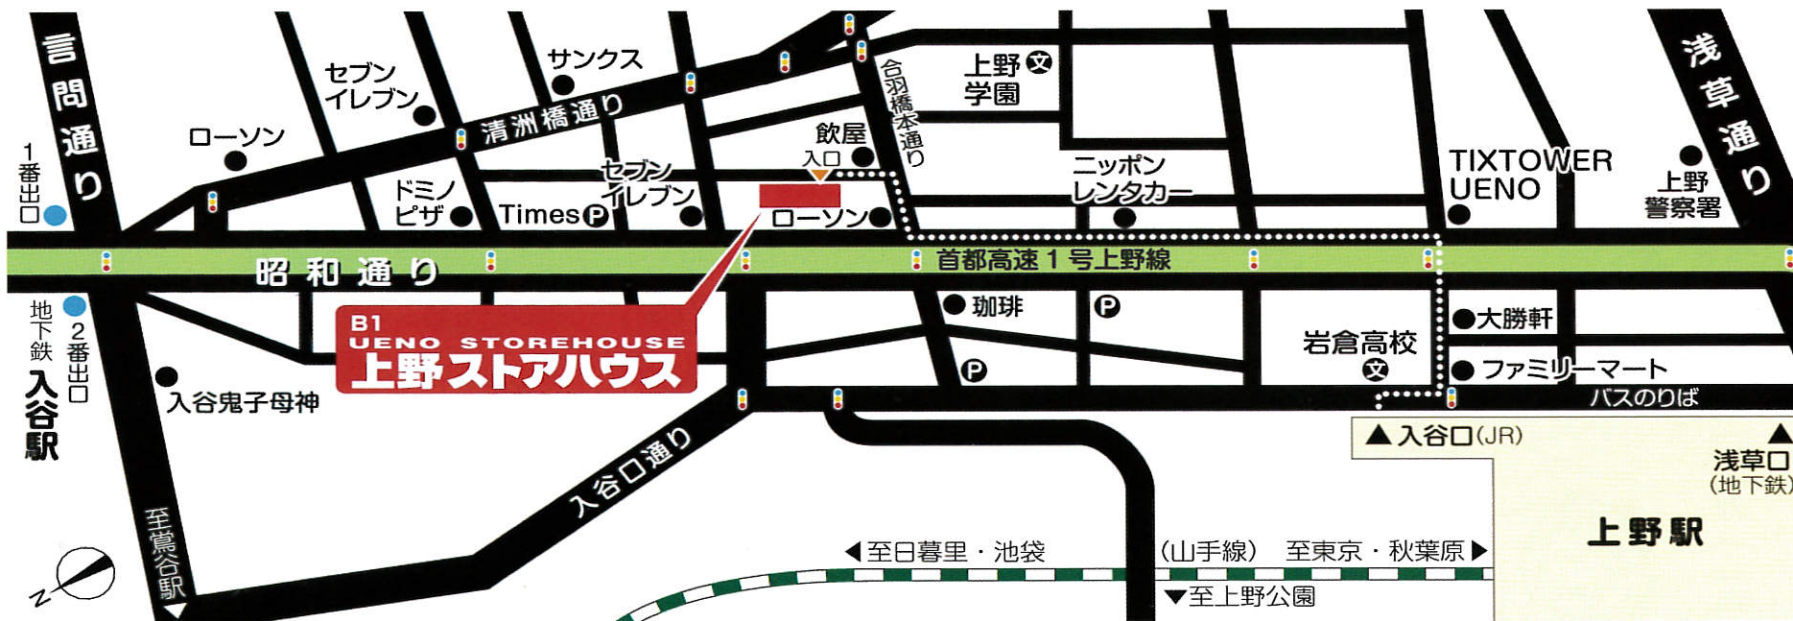 言問通り
1番出口
ローソン
セブン
イレブン
サンクス
清洲橋通り
合羽橋本通り
上野
学園
文
浅草通り
飲屋
入口
ドミノ
ピザ
Times P
セブン
イレブン
ローソン
ニッポン
レンタカー
TIXTOWER
UENO
上野
警察署
昭和通り
首都高速1号上野線
B1
UENO STOREHOUSE
上野ストアハウス
地下鉄
入谷駅
2番出口
入谷鬼子母神
珈琲
P
P
岩倉高校
文
大勝軒
ファミリーマート
バスのりば
入谷口通り
▲入谷口(JR)
▲
浅草口
(地下鉄)
上野駅
至鶯谷駅
N
◀至日暮里・池袋
(山手線)
至東京・秋葉原▶
▼至上野公園